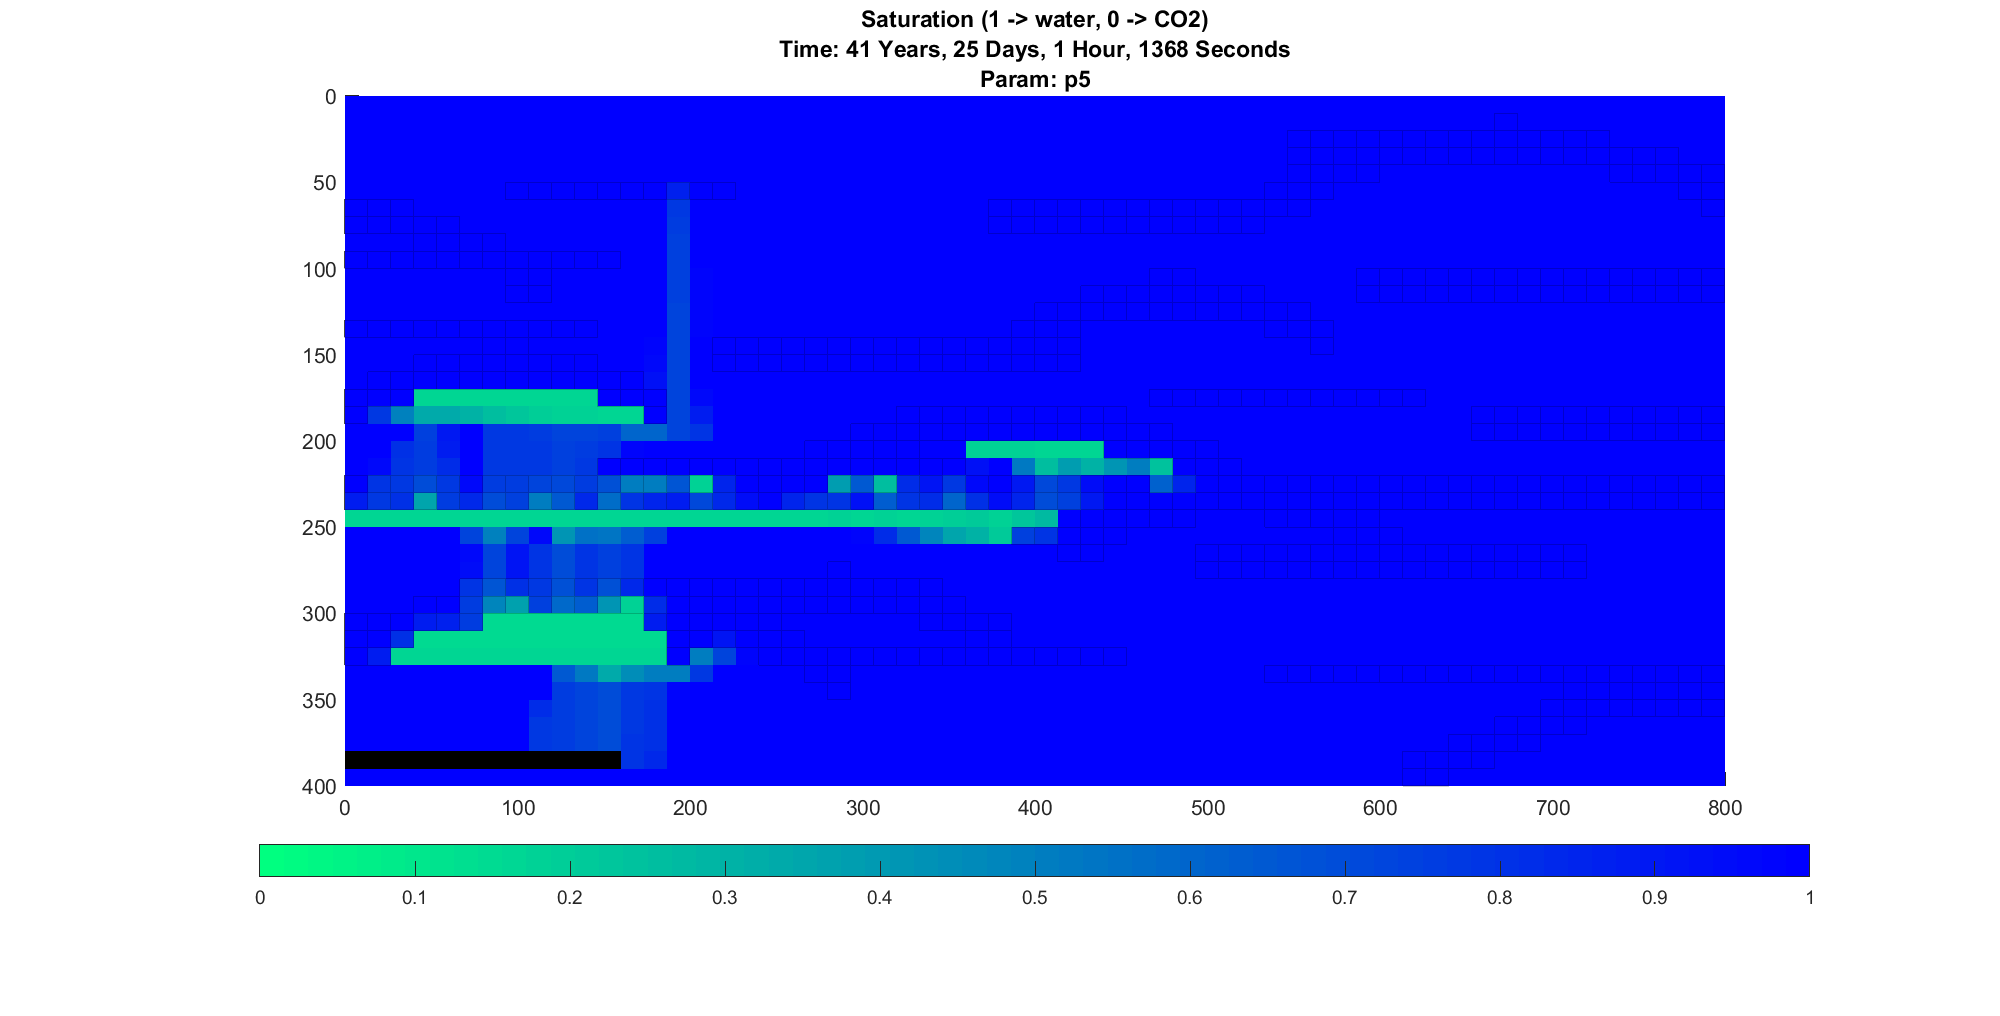 Saturation (1 -> water, 0 -> CO2)
Time: 41 Years, 25 Days, 1 Hour, 1368 Seconds
Param: p5
0
50
100
150
200
250
300
350
400
0 100 200 300 400 500 600 700 800
0 0.1 0.2 0.3 0.4 0.5 0.6 0.7 0.8 0.9 1